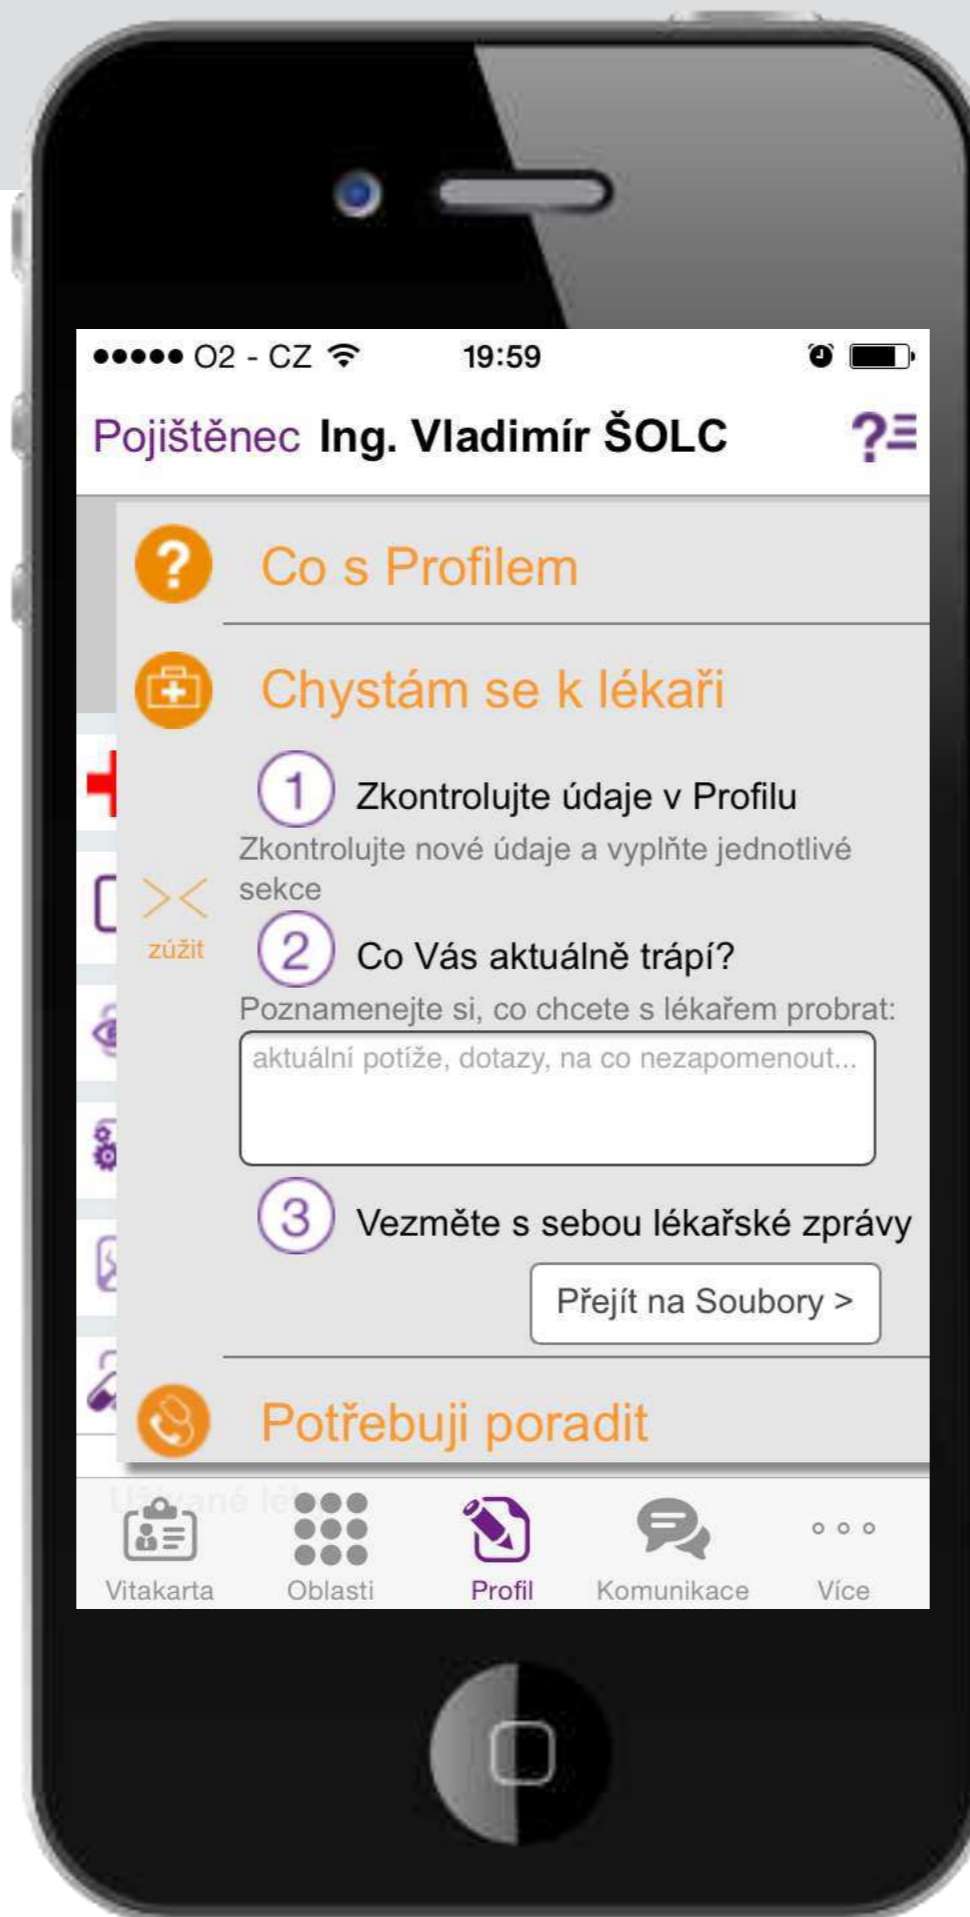 O2 - CZ 19:59
Pojištěnec Ing. Vladimír ŠOLC ?
? Co s Profilem
Chystám se k lékaři
1 Zkontrolujte údaje v Profilu
Zkontrolujte nové údaje a vyplňte jednotlivé
sekce
zúžit
2 Co Vás aktuálně trápí?
Poznamenejte si, co chcete s lékařem probrat:
aktuální potíže, dotazy, na co nezapomenout...
3 Vezměte s sebou lékařské zprávy
Přejít na Soubory >
Potřebuji poradit
Vitakarta Oblasti Profil Komunikace Více